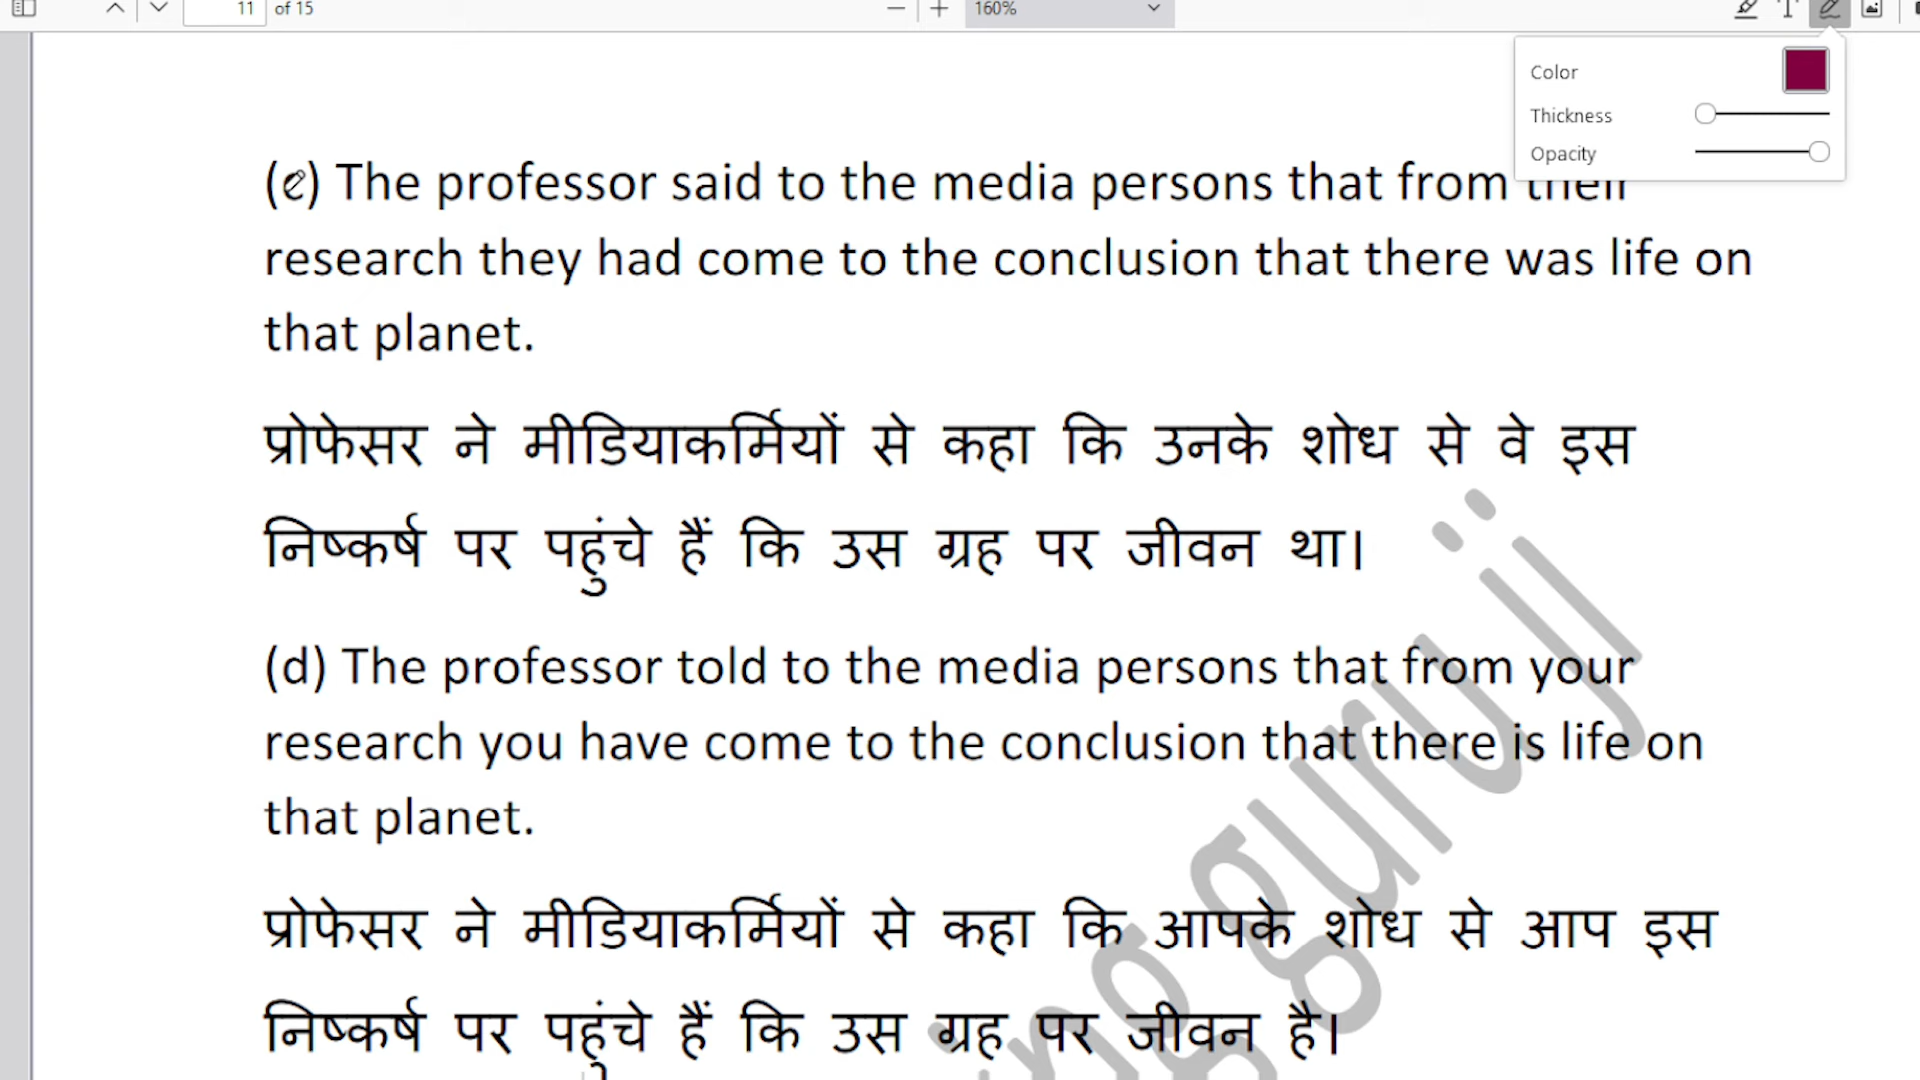 11 of 15
160%
Color
Thickness
Opacity
(c) The professor said to the media persons that from their
research they had come to the conclusion that there was life on
that planet.
प्रोफेसर ने मीडियाकर्मियों से कहा कि उनके शोध से वे इस
निष्कर्ष पर पहुंचे हैं कि उस ग्रह पर जीवन था।
(d) The professor told to the media persons that from your
research you have come to the conclusion that there is life on
that planet.
प्रोफेसर ने मीडियाकर्मियों से कहा कि आपके शोध से आप इस
निष्कर्ष पर पहुंचे हैं कि उस ग्रह पर जीवन है।
guru ji